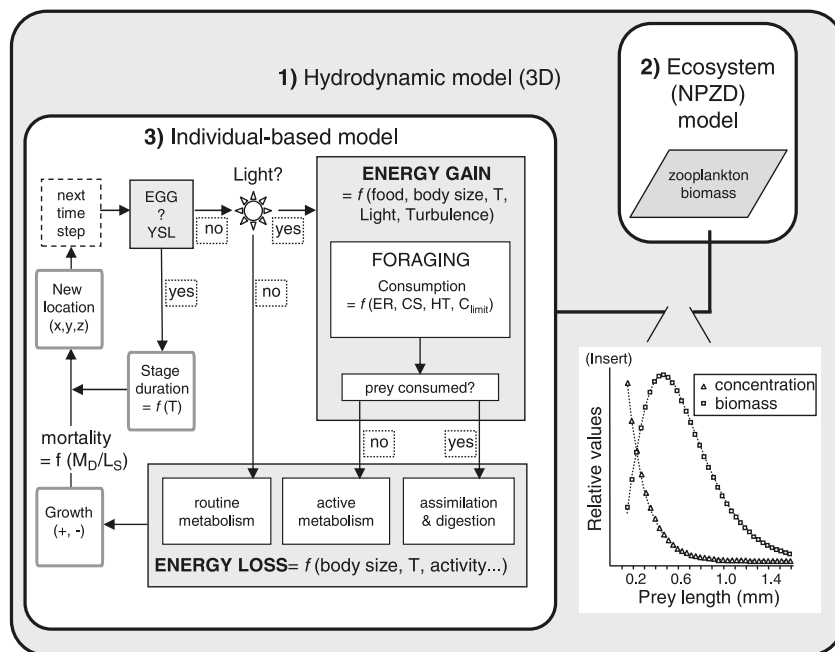 1) Hydrodynamic model (3D)
2) Ecosystem
(NPZD)
model
zooplankton
biomass
3) Individual-based model
next
time
step
EGG
?
YSL
Light?
no
yes
ENERGY GAIN
= f (food, body size, T,
Light, Turbulence)
FORAGING
Consumption
= f(ER, CS, HT, Climit)
prey consumed?
New
location
(x,y,z)
yes
no
Stage
duration
= f (T)
mortality
= f (MD/LS)
no
yes
Growth
(+, -)
routine
metabolism
active
metabolism
assimilation
& digestion
ENERGY LOSS= f (body size, T, activity...)
(Insert)
concentration
biomass
Relative values
0.2 0.6 1.0 1.4
Prey length (mm)